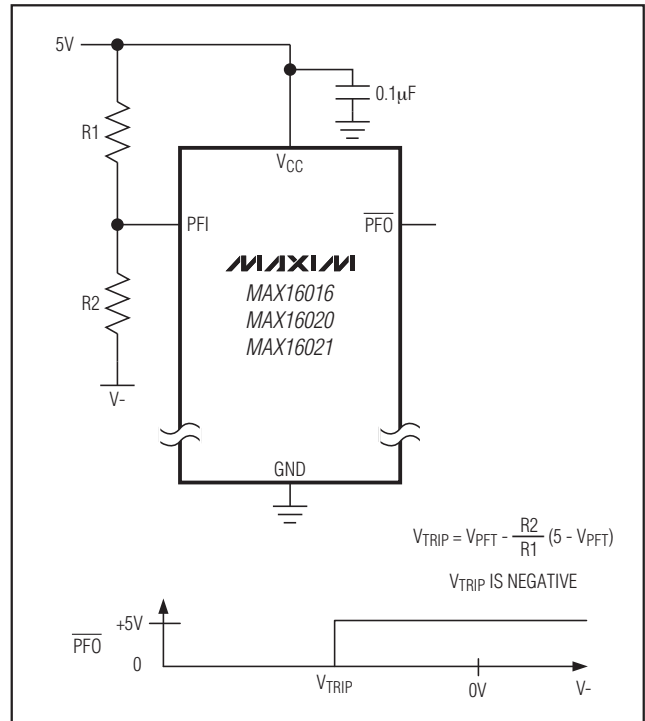 5V
0.1µF
R1
VCC
PFI
PFO
MAXIM
MAX16016
MAX16020
MAX16021
R2
V-
GND
VTRIP = VPFT - R2/R1 (5 - VPFT)
VTRIP IS NEGATIVE
+5V
PFO
0
VTRIP
0V
V-